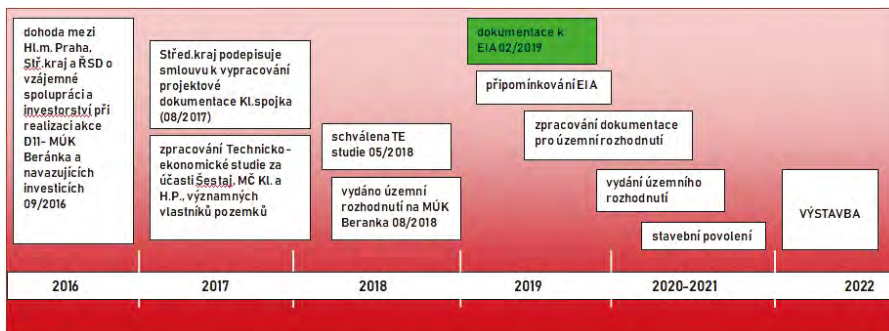 dohoda mezi
Hl.m. Praha,
Stř.kraj a ŘSD o
vzájemné
spolupráci a
investorství při
realizaci akce
D11- MÚK
Beránka a
navazujících
investicích
09/2016
Střed.kraj podepisuje
smlouvu k vypracování
projektové
dokumentace Kl.spojka
(08/2017)
zpracování Technicko-
ekonomické studie za
účasti Šestaj, MČ Kl. a
H.P., významných
vlastníků pozemků
schválena TE
studie 05/2018
vydáno územní
rozhodnutí na MÚK
Beranka 08/2018
dokumentace k
EIA 02/2019
připomínkování EIA
zpracování dokumentace
pro územní rozhodnutí
vydání územního
rozhodnutí
stavební povolení
VÝSTAVBA
2016
2017
2018
2019
2020-2021
2022